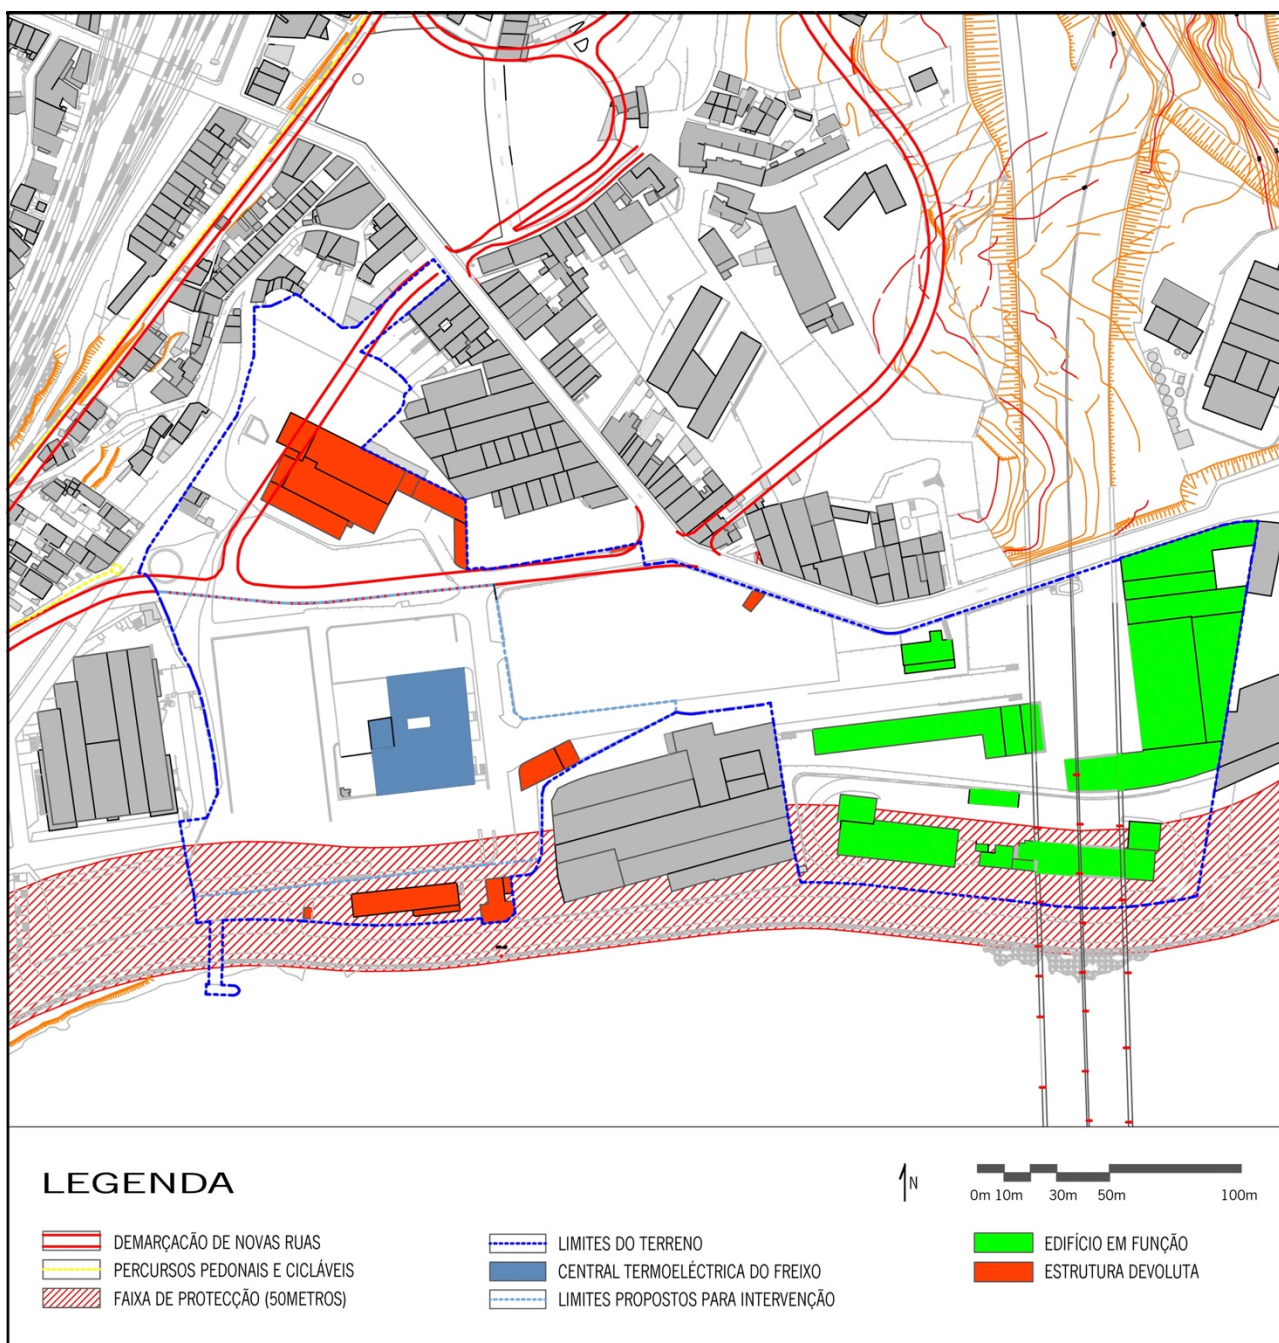 LEGENDA
N
0m 10m 30m 50m 100m
DEMARÇAÇÃO DE NOVAS RUAS
PERCURSOS PEDONAIS E CICLÁVEIS
FAIXA DE PROTECÇÃO (50METROS)
LIMITES DO TERRENO
CENTRAL TERMOELÉCTRICA DO FREIXO
LIMITES PROPOSTOS PARA INTERVENÇÃO
EDIFÍCIO EM FUNÇÃO
ESTRUTURA DEVOLUTA